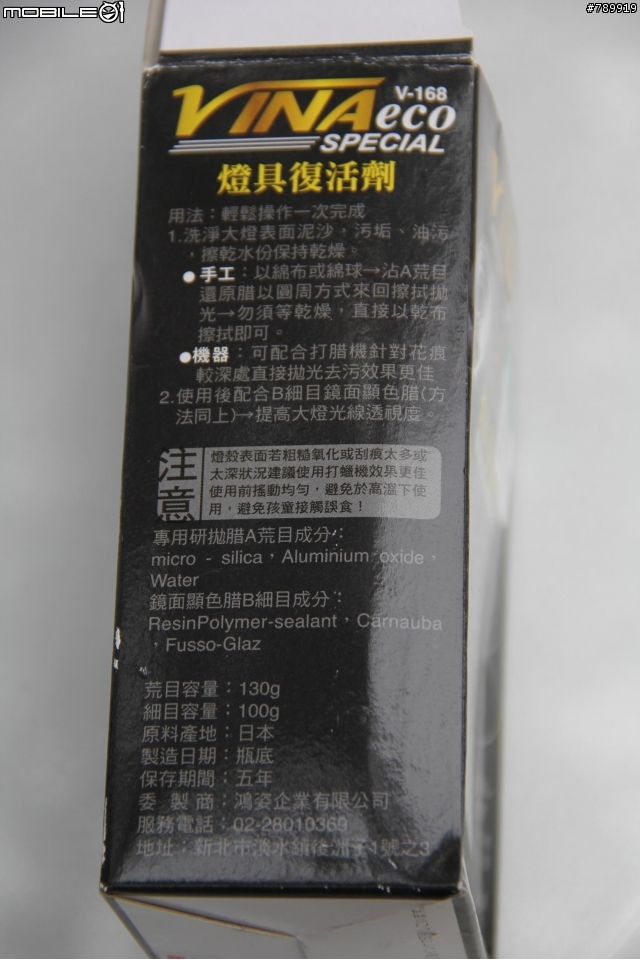 MOBILE01
#789919
VINA eco V-168
SPECIAL
燈具復活劑
用法：輕鬆操作一次完成
1.洗淨大燈表面泥沙，污垢、油污
，擦乾水份保持乾燥。
●手工：以綿布或綿球→沾A荒目
還原腊以圓周方式來回擦拭拋
光→勿須等乾燥，直接以乾布
擦拭即可。
●機器：可配合打腊機針對花痕
較深處直接拋光去污效果更佳
2.使用後配合B細目鏡面顯色腊(方
法同上)→提高大燈光線透視度。
注意
燈殼表面若粗糙氧化或刮痕太多或
太深狀況建議使用打蠟機效果更佳
使用前搖動均勻，避免於高溫下使
用，避免孩童接觸誤食！
專用研拋腊A荒目成分：
micro - silica，Aluminium oxide，
Water
鏡面顯色腊B細目成分：
ResinPolymer-sealant，Carnauba
，Fusso-Glaz
荒目容量：130g
細目容量：100g
原料產地：日本
製造日期：瓶底
保存期間：五年
委製商：鴻姿企業有限公司
服務電話：02-28010369
地址：新北市淡水鎮後洲子1號之3